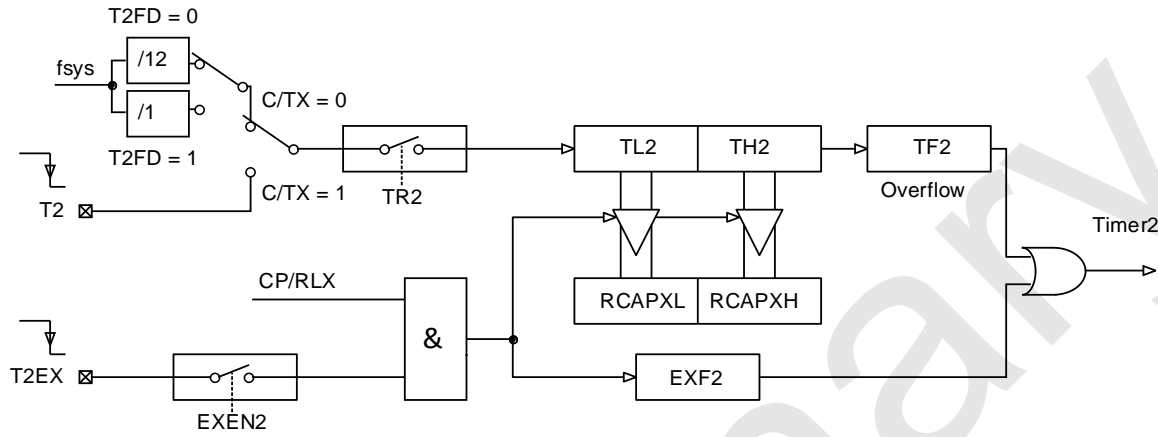 T2FD = 0
/12
fsys
/1
C/TX = 0
T2FD = 1
C/TX = 1
T2
TR2
TL2
TH2
TF2
Overflow
Timer2
CP/RLX
RCAPXL
RCAPXH
&
T2EX
EXEN2
EXF2